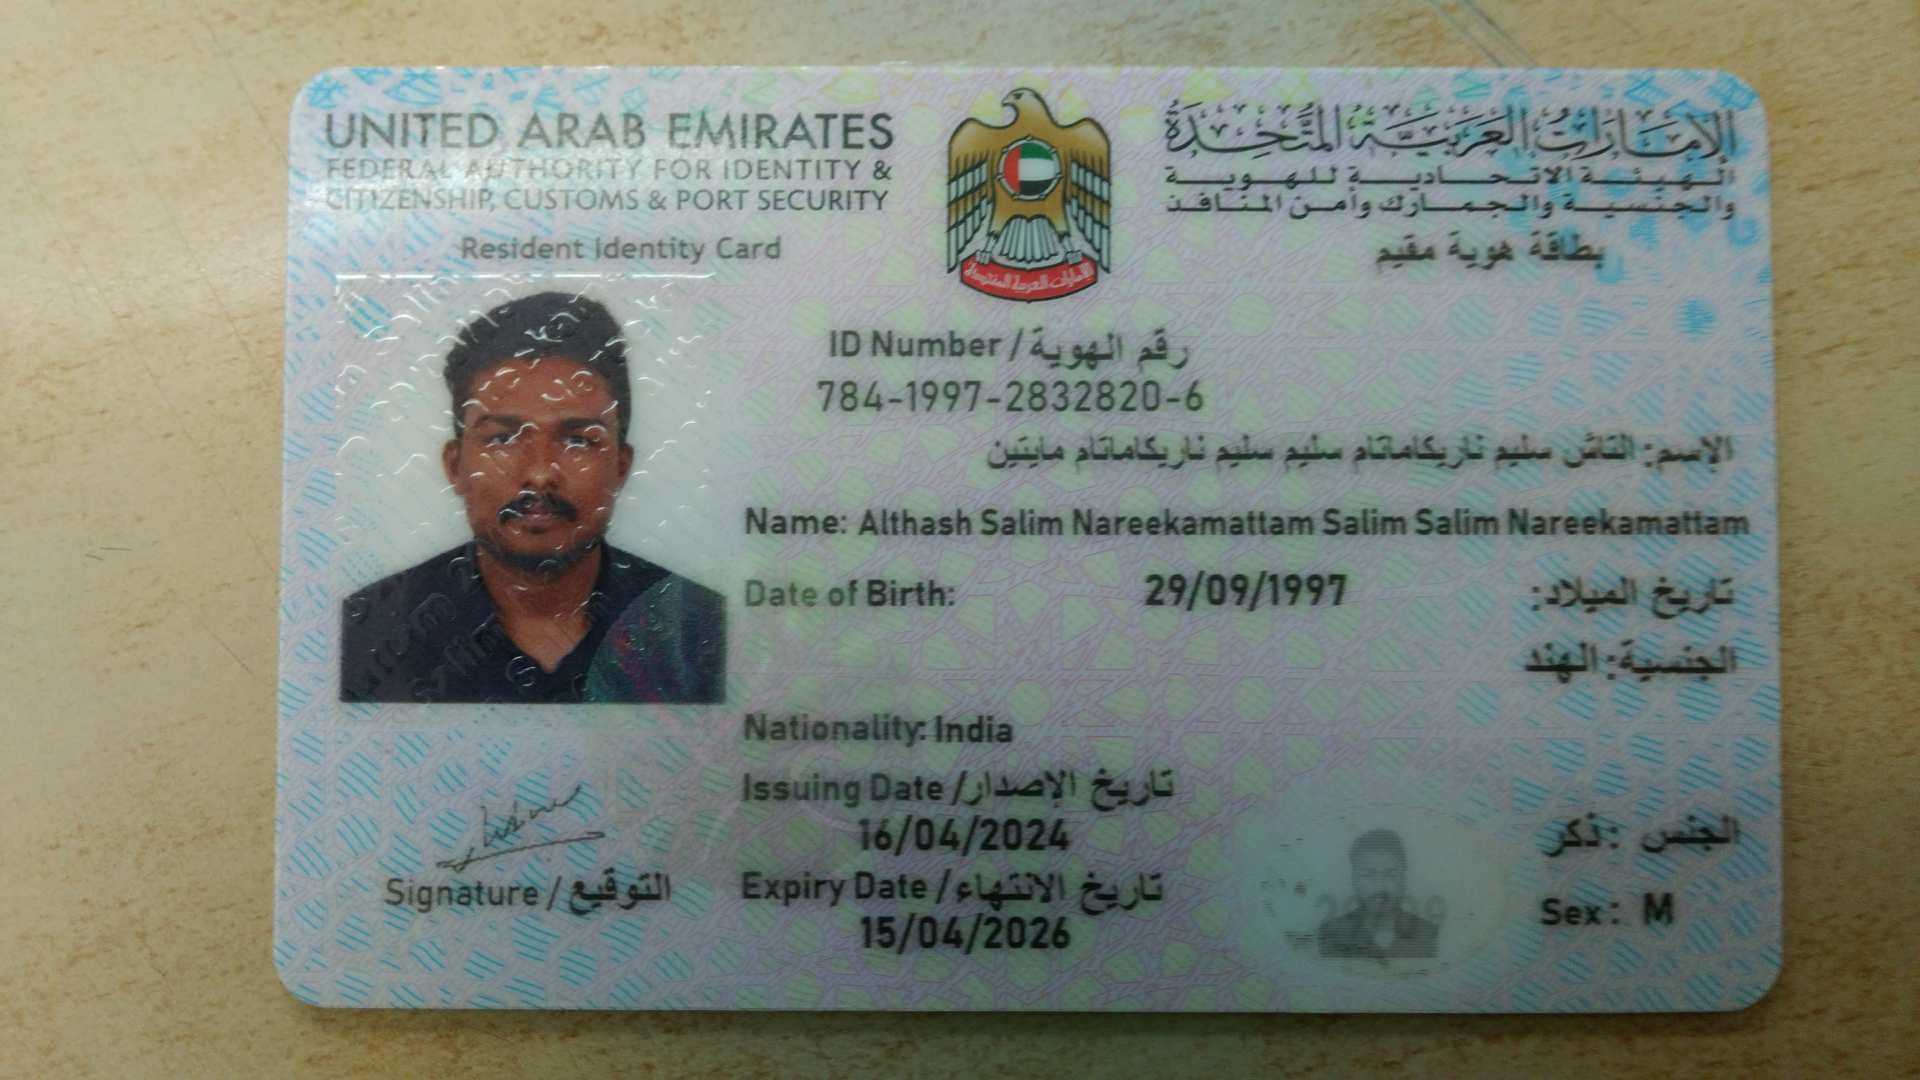 UNITED ARAB EMIRATES
الإمارات العربية المتحدة
FEDERAL AUTHORITY FOR IDENTITY &
الهيئة الاتحادية للهوية
CITIZENSHIP, CUSTOMS & PORT SECURITY
والجنسية والجمارك وأمن المنافذ
Resident Identity Card
بطاقة هوية مقيم
ID Number / رقم الهوية
784-1997-2832820-6
الإسم: التاش سليم ناريكاماتام سليم سليم ناريكاماتام مايتين
Name: Althash Salim Nareekamattam Salim Salim Nareekamattam
Date of Birth: 29/09/1997 تاريخ الميلاد:
الجنسية: الهند
Nationality: India
Issuing Date / تاريخ الإصدار
16/04/2024
الجنس : ذكر
Signature / التوقيع
Expiry Date / تاريخ الانتهاء
15/04/2026
Sex : M